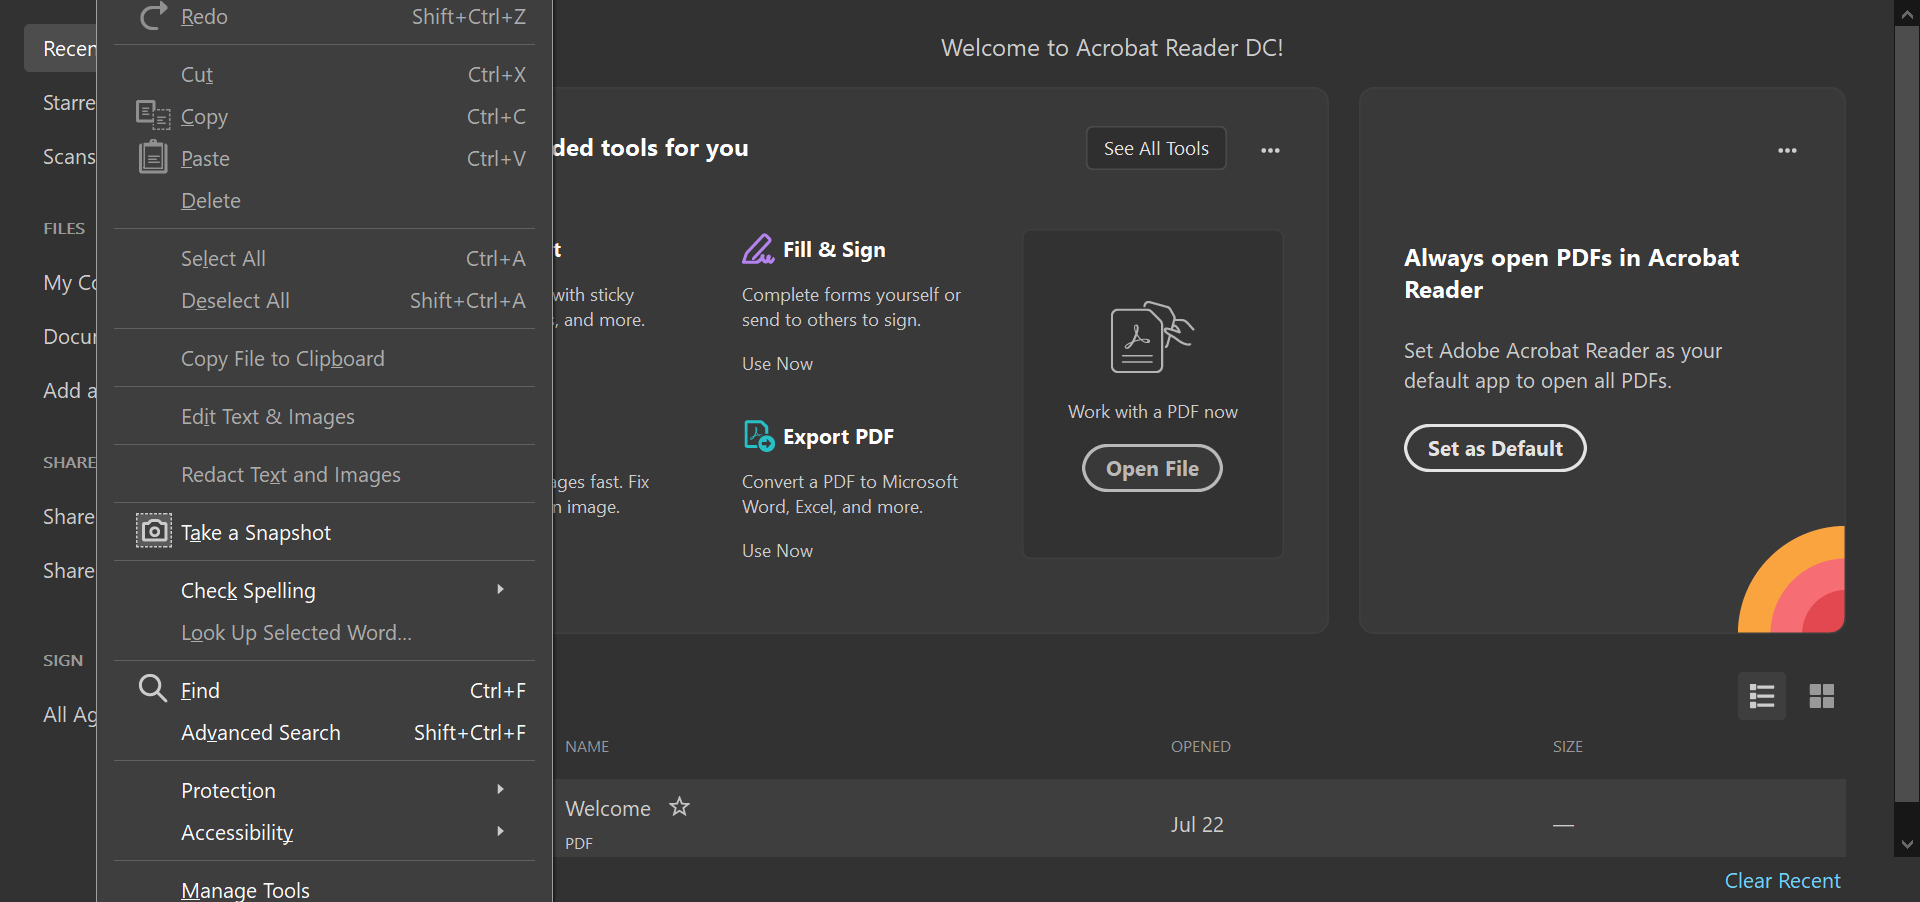 Redo Shift+Ctrl+Z
Cut Ctrl+X
Copy Ctrl+C
Paste Ctrl+V
Delete
Select All Ctrl+A
Deselect All Shift+Ctrl+A
Copy File to Clipboard
Edit Text & Images
Redact Text and Images
Take a Snapshot
Check Spelling
Look Up Selected Word...
Find Ctrl+F
Advanced Search Shift+Ctrl+F
Protection
Accessibility
Manage Tools
Recen
Starre
Scans
FILES
My Co
Docum
Add a
SHARE
Share
Share
SIGN
All Ag
Welcome to Acrobat Reader DC!
ded tools for you
See All Tools
t
with sticky
, and more.
Fill & Sign
Complete forms yourself or
send to others to sign.
Use Now
ages fast. Fix
n image.
Export PDF
Convert a PDF to Microsoft
Word, Excel, and more.
Use Now
Work with a PDF now
Open File
Always open PDFs in Acrobat
Reader
Set Adobe Acrobat Reader as your
default app to open all PDFs.
Set as Default
NAME OPENED SIZE
Welcome
PDF
Jul 22 —
Clear Recent